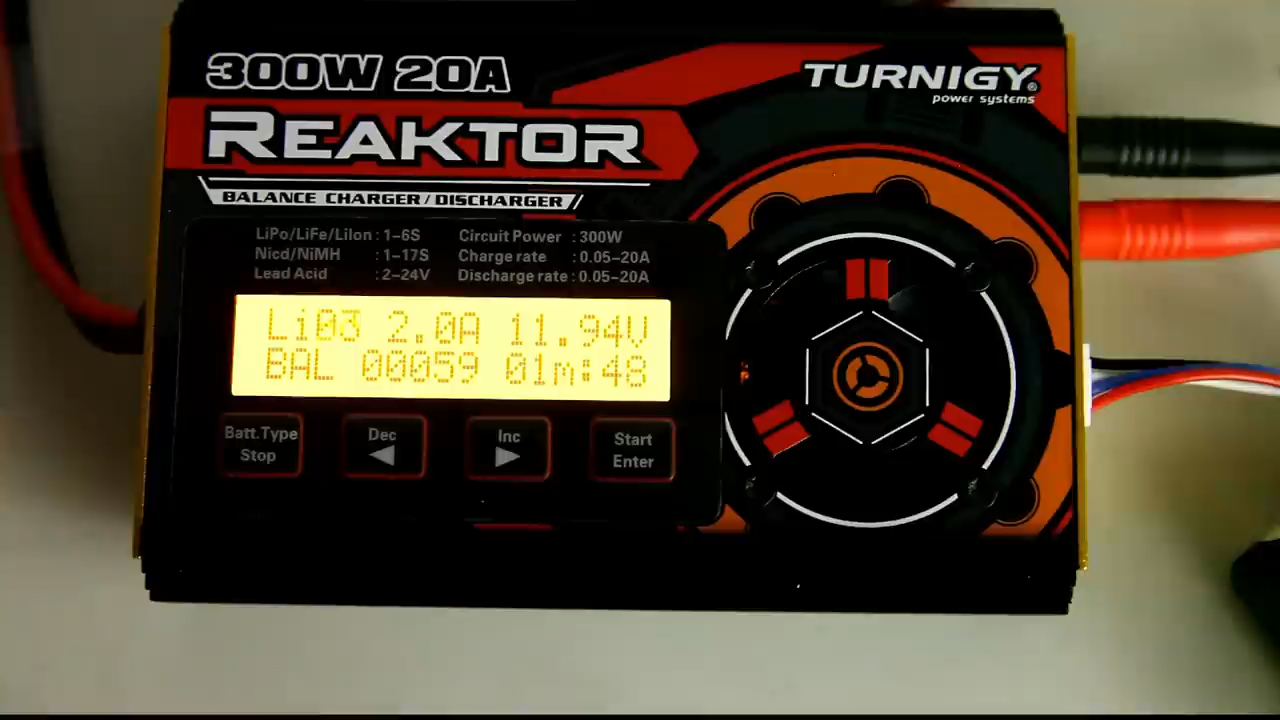 300W 20A
TURNIGY®
power systems
REAKTOR
BALANCE CHARGER/DISCHARGER
LiPo/LiFe/LiIon : 1-6S Circuit Power : 300W
Nicd/NiMH : 1-17S Charge rate : 0.05-20A
Lead Acid : 2-24V Discharge rate : 0.05-20A
2.0A 11.94V
BAL 00059 01m:48
Batt.Type
Stop
Dec
Inc
Start
Enter